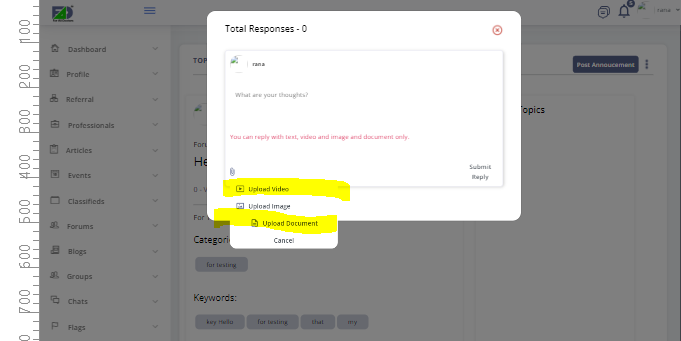 Total Responses - 0
rana
rana
Dashboard
TOP
Post Annoucement
Profile
What are your thoughts?
Referral
Topics
Professionals
You can reply with text, video and image and document only.
Articles
He
Submit
Reply
Events
Upload Video
0 - V
Classifieds
Upload Image
For
Forums
Upload Document
Categori
Cancel
Blogs
for testing
Groups
Keywords:
Chats
key Hello
for testing
that
my
Flags
100
200
300
400
500
600
700